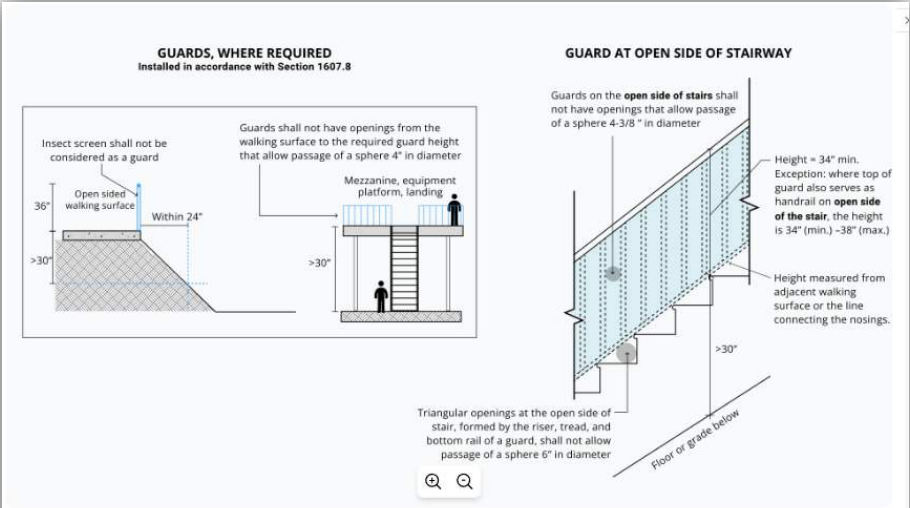 GUARDS, WHERE REQUIRED
Installed in accordance with Section 1607.8
Insect screen shall not be
considered as a guard
Guards shall not have openings from the
walking surface to the required guard height
that allow passage of a sphere 4" in diameter
Open sided
walking surface
Within 24"
36"
>30"
Mezzanine, equipment
platform, landing
>30"
GUARD AT OPEN SIDE OF STAIRWAY
Guards on the open side of stairs shall
not have openings that allow passage
of a sphere 4-3/8 " in diameter
Height = 34" min.
Exception: where top of
guard also serves as
handrail on open side
of the stair, the height
is 34" (min.) –38" (max.)
Height measured from
adjacent walking
surface or the line
connecting the nosings.
>30"
Triangular openings at the open side of
stair, formed by the riser, tread, and
bottom rail of a guard, shall not allow
passage of a sphere 6" in diameter
Floor or grade below